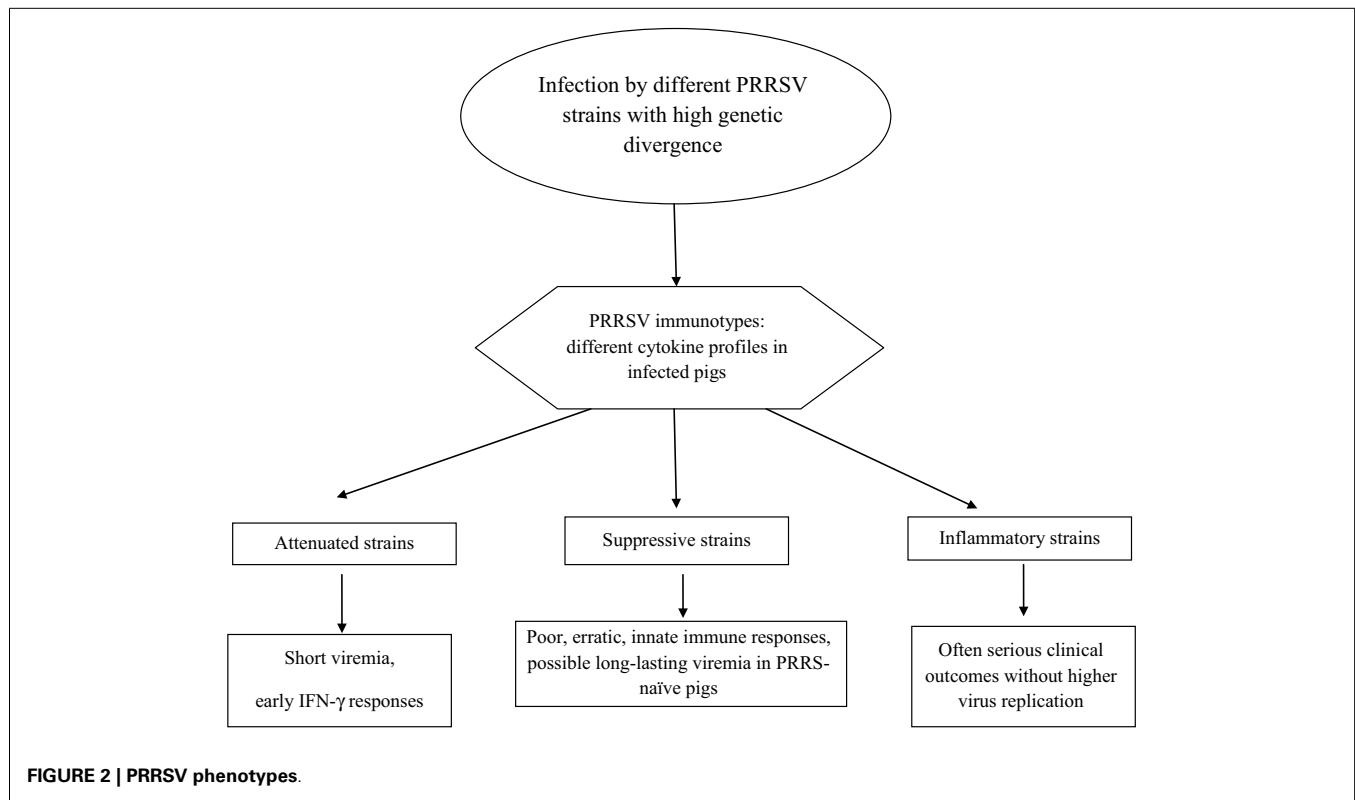 Infection by different PRRSV
strains with high genetic
divergence
PRRSV immunotypes:
different cytokine profiles in
infected pigs
Attenuated strains
Suppressive strains
Inflammatory strains
Short viremia,
early IFN-γ responses
Poor, erratic, innate immune responses,
possible long-lasting viremia in PRRS-
naïve pigs
Often serious clinical
outcomes without higher
virus replication
FIGURE 2 | PRRSV phenotypes.